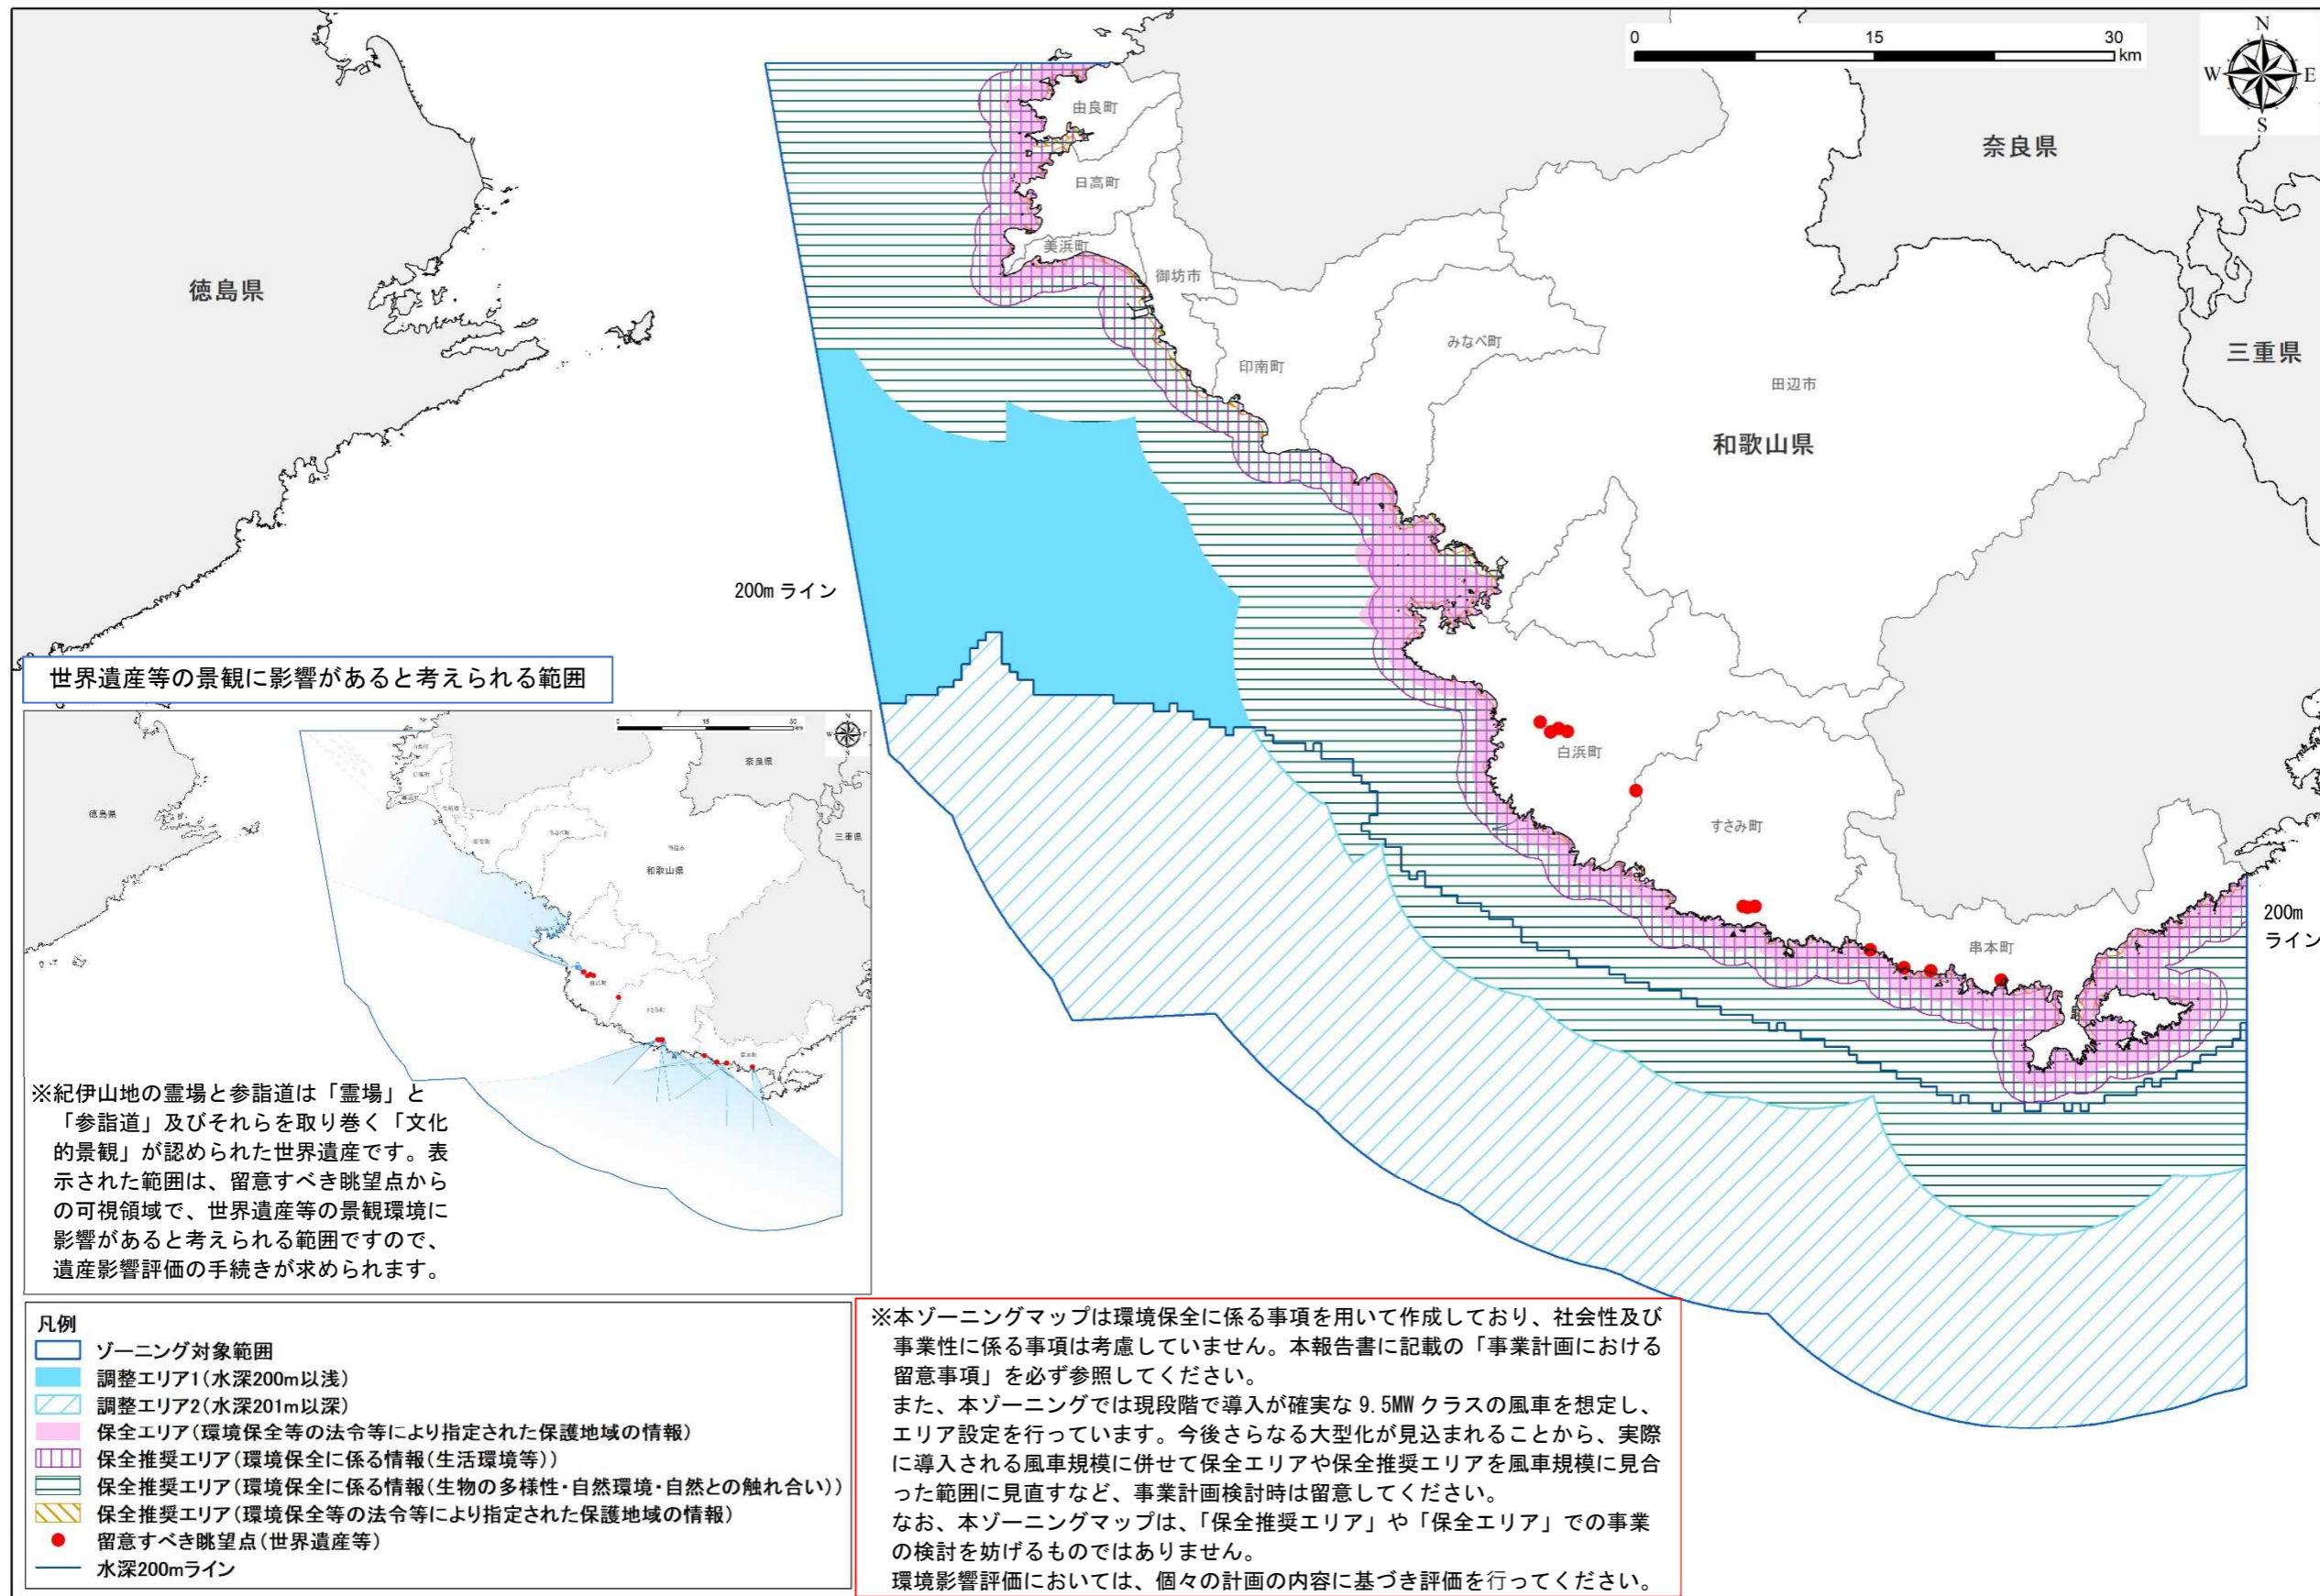 0 15 30
km
N
W E
S
奈良県
由良町
日高町
美浜町
御坊市
徳島県
みなべ町
三重県
印南町
田辺市
和歌山県
200m ライン
白浜町
すさみ町
串本町
200m
ライン
世界遺産等の景観に影響があると考えられる範囲
奈良県
徳島県
三重県
和歌山県
※紀伊山地の霊場と参詣道は「霊場」と
「参詣道」及びそれらを取り巻く「文化
的景観」が認められた世界遺産です。表
示された範囲は、留意すべき眺望点から
の可視領域で、世界遺産等の景観環境に
影響があると考えられる範囲ですので、
遺産影響評価の手続きが求められます。
凡例
ゾーニング対象範囲
調整エリア1(水深200m以浅)
調整エリア2(水深201m以深)
保全エリア(環境保全等の法令等により指定された保護地域の情報)
保全推奨エリア(環境保全に係る情報(生活環境等))
保全推奨エリア(環境保全に係る情報(生物の多様性・自然環境・自然との触れ合い))
保全推奨エリア(環境保全等の法令等により指定された保護地域の情報)
留意すべき眺望点(世界遺産等)
水深200mライン
※本ゾーニングマップは環境保全に係る事項を用いて作成しており、社会性及び
事業性に係る事項は考慮していません。本報告書に記載の「事業計画における
留意事項」を必ず参照してください。
また、本ゾーニングでは現段階で導入が確実な 9.5MW クラスの風車を想定し、
エリア設定を行っています。今後さらなる大型化が見込まれることから、実際
に導入される風車規模に併せて保全エリアや保全推奨エリアを風車規模に見合
った範囲に見直すなど、事業計画検討時は留意してください。
なお、本ゾーニングマップは、「保全推奨エリア」や「保全エリア」での事業
の検討を妨げるものではありません。
環境影響評価においては、個々の計画の内容に基づき評価を行ってください。